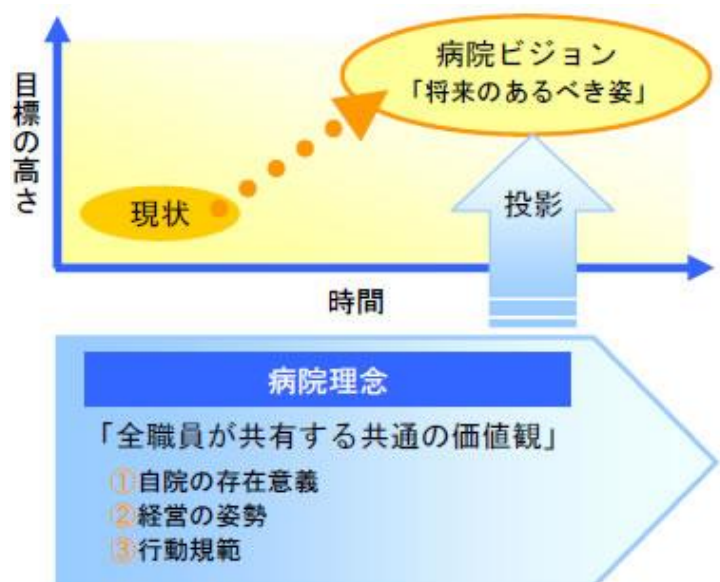 目標の高さ
病院ビジョン
「将来のあるべき姿」
現状
投影
時間
病院理念
「全職員が共有する共通の価値観」
①自院の存在意義
②経営の姿勢
③行動規範